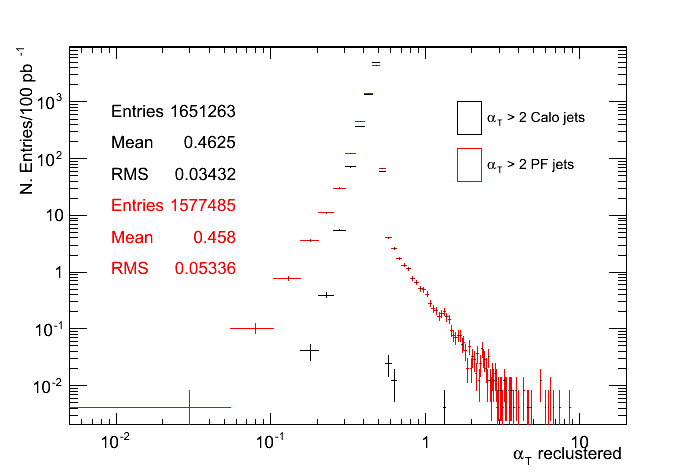 N. Entries/100 pb ⁻¹
Entries 1651263
Mean 0.4625
RMS 0.03432
Entries 1577485
Mean 0.458
RMS 0.05336
α_T > 2 Calo jets
α_T > 2 PF jets
10³
10²
10
1
10⁻¹
10⁻²
10⁻² 10⁻¹ 1 10
α_T reclustered